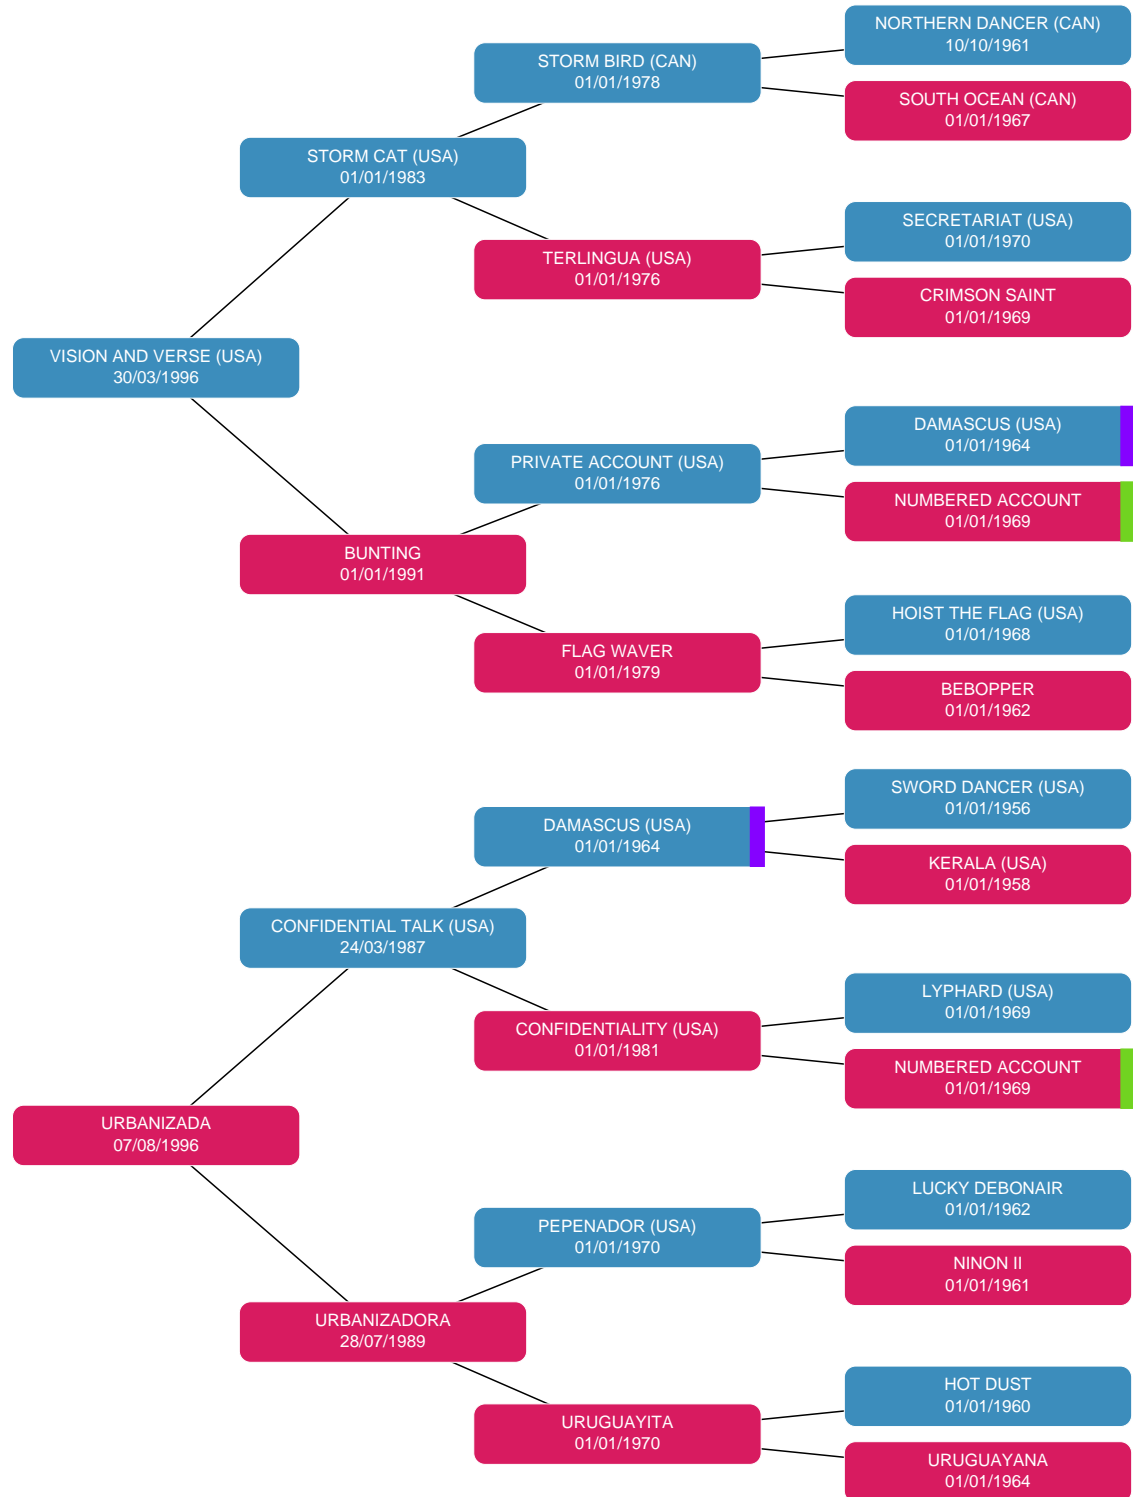 NORTHERN DANCER (CAN)
10/10/1961
STORM BIRD (CAN)
01/01/1978
SOUTH OCEAN (CAN)
01/01/1967
STORM CAT (USA)
01/01/1983
SECRETARIAT (USA)
01/01/1970
TERLINGUA (USA)
01/01/1976
CRIMSON SAINT
01/01/1969
VISION AND VERSE (USA)
30/03/1996
DAMASCUS (USA)
01/01/1964
PRIVATE ACCOUNT (USA)
01/01/1976
NUMBERED ACCOUNT
01/01/1969
BUNTING
01/01/1991
HOIST THE FLAG (USA)
01/01/1968
FLAG WAVER
01/01/1979
BEBOPPER
01/01/1962
SWORD DANCER (USA)
01/01/1956
DAMASCUS (USA)
01/01/1964
KERALA (USA)
01/01/1958
CONFIDENTIAL TALK (USA)
24/03/1987
LYPHARD (USA)
01/01/1969
CONFIDENTIALITY (USA)
01/01/1981
NUMBERED ACCOUNT
01/01/1969
URBANIZADA
07/08/1996
LUCKY DEBONAIR
01/01/1962
PEPENADOR (USA)
01/01/1970
NINON II
01/01/1961
URBANIZADORA
28/07/1989
HOT DUST
01/01/1960
URUGUAYITA
01/01/1970
URUGUAYANA
01/01/1964